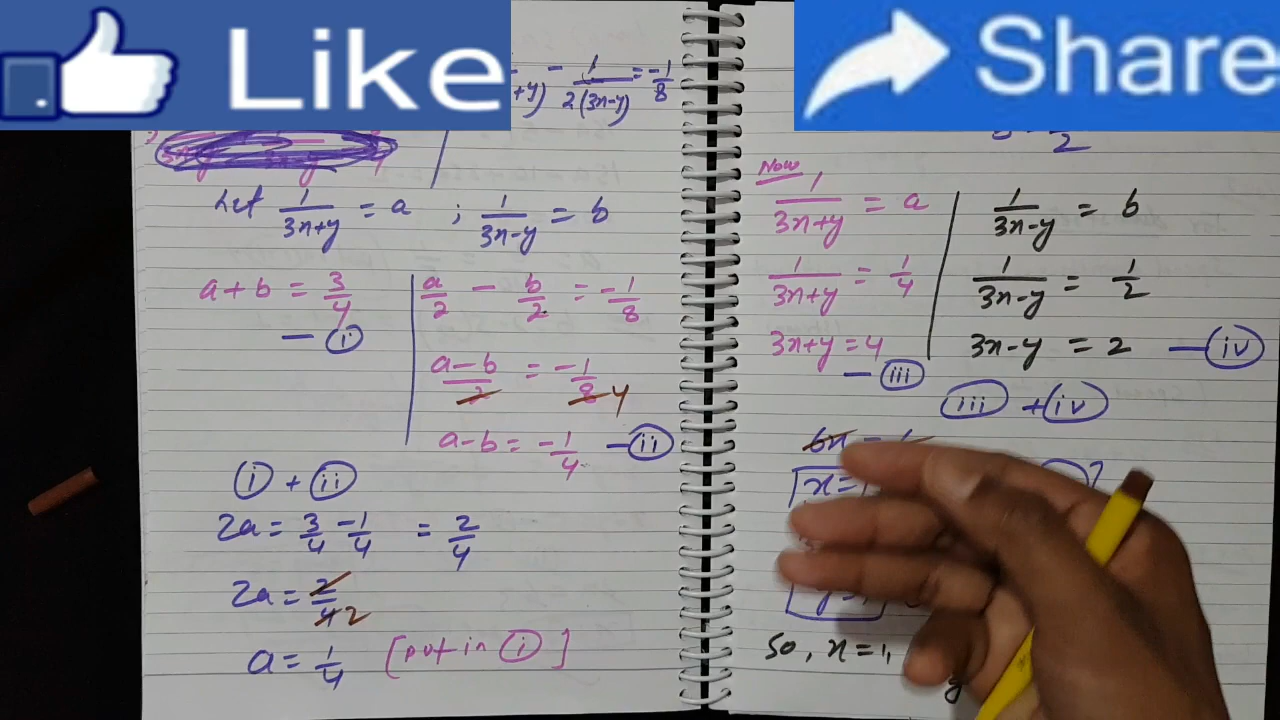 Like
Share
+y) - 1/2(3x-y) = -1/8
Let 1/3x+y = a ; 1/3x-y = b
a + b = 3/4 — (i)
a/2 - b/2 = -1/8
a-b/2 = -1/8 4
a-b = -1/4 — (ii)
(i) + (ii)
2a = 3/4 - 1/4 = 2/4
2a = 2/4 2
a = 1/4 [put in (i)]
Now
1/3x+y = a
1/3x+y = 1/4
3x+y = 4 — (iii)
1/3x-y = b
1/3x-y = 1/2
3x-y = 2 — (iv)
(iii) + (iv)
6x =
x =
So, x = 1,